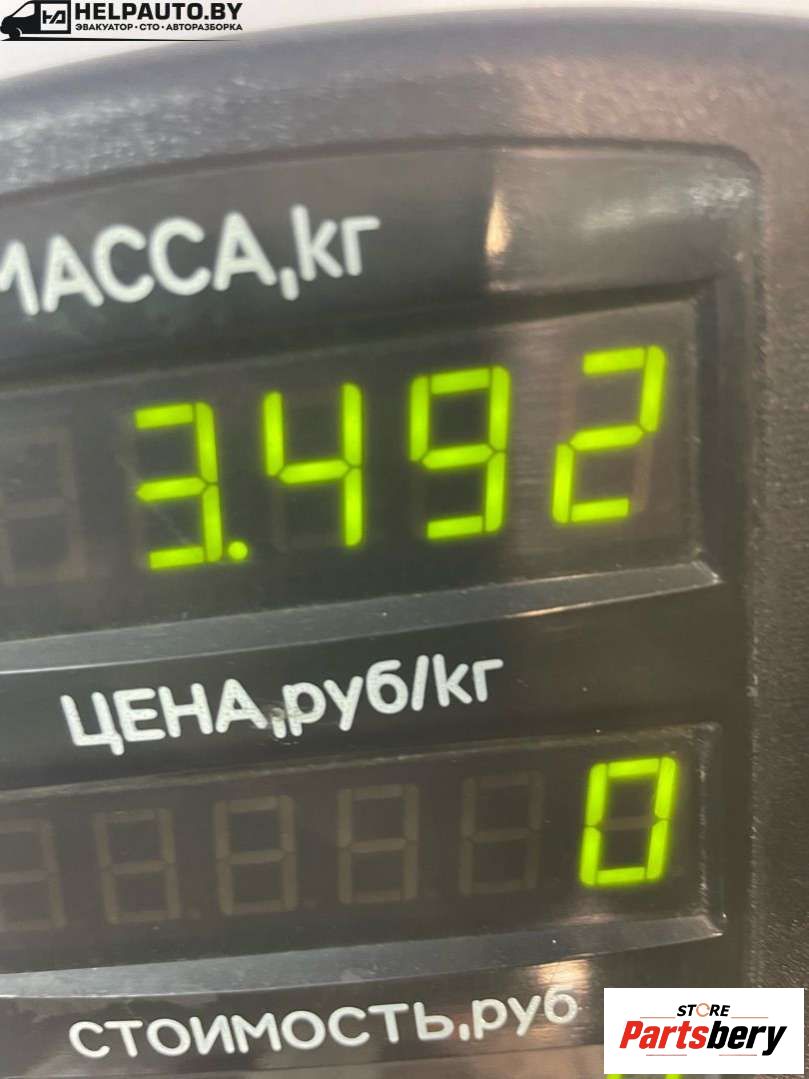 HELPAUTO.BY
ЭВАКУАТОР • СТО • АВТОРАЗБОРКА
МАССА,кг
3.492
ЦЕНА,руб/кг
0
СТОИМОСТЬ,руб
STORE
Partsbery